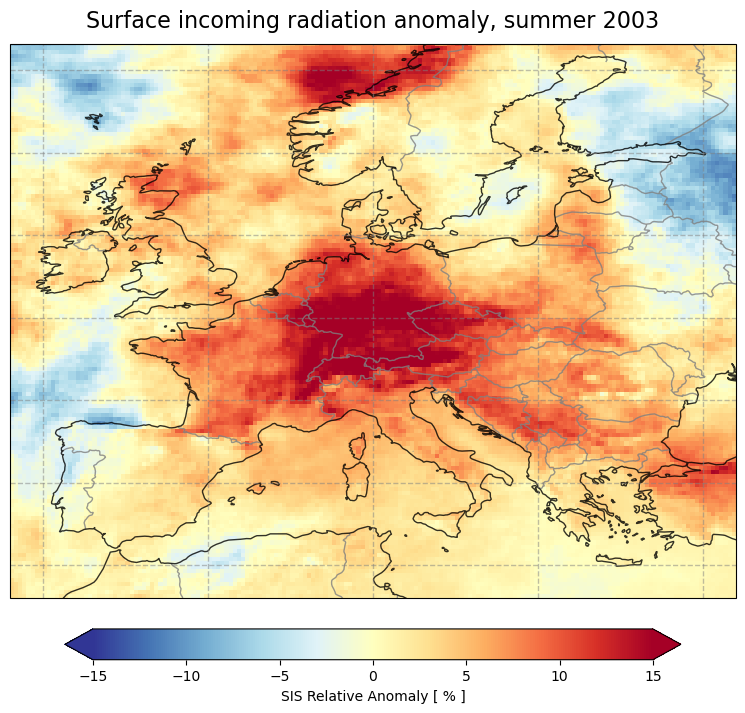 Surface incoming radiation anomaly, summer 2003
−15 −10 −5 0 5 10 15
SIS Relative Anomaly [ % ]